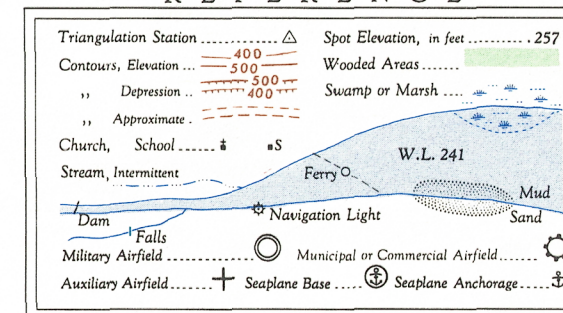 REFERENCE
Triangulation Station
Spot Elevation, in feet .257
Contours, Elevation ... 400
500
Wooded Areas
,, Depression .. 500
400
Swamp or Marsh
,, Approximate .
Church, School S
W.L. 241
Stream, Intermittent
Ferry
Mud
Dam
Navigation Light
Sand
Falls
Military Airfield
Municipal or Commercial Airfield
Auxiliary Airfield
Seaplane Base
Seaplane Anchorage